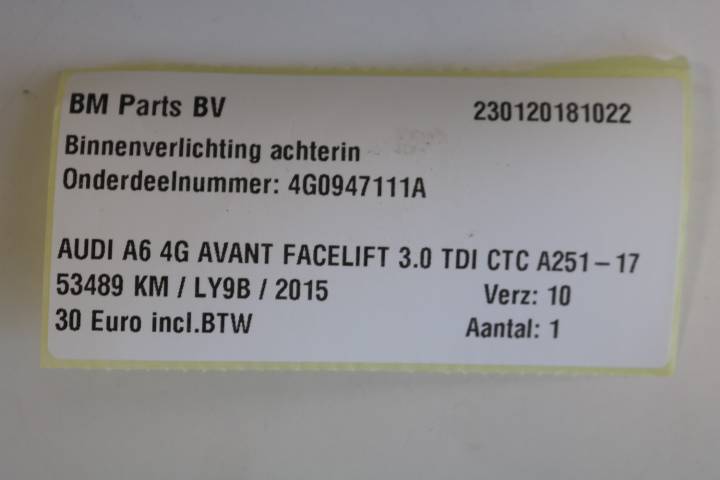 BM Parts BV 230120181022
Binnenverlichting achterin
Onderdeelnummer: 4G0947111A
AUDI A6 4G AVANT FACELIFT 3.0 TDI CTC A251-17
53489 KM / LY9B / 2015 Verz: 10
30 Euro incl.BTW Aantal: 1